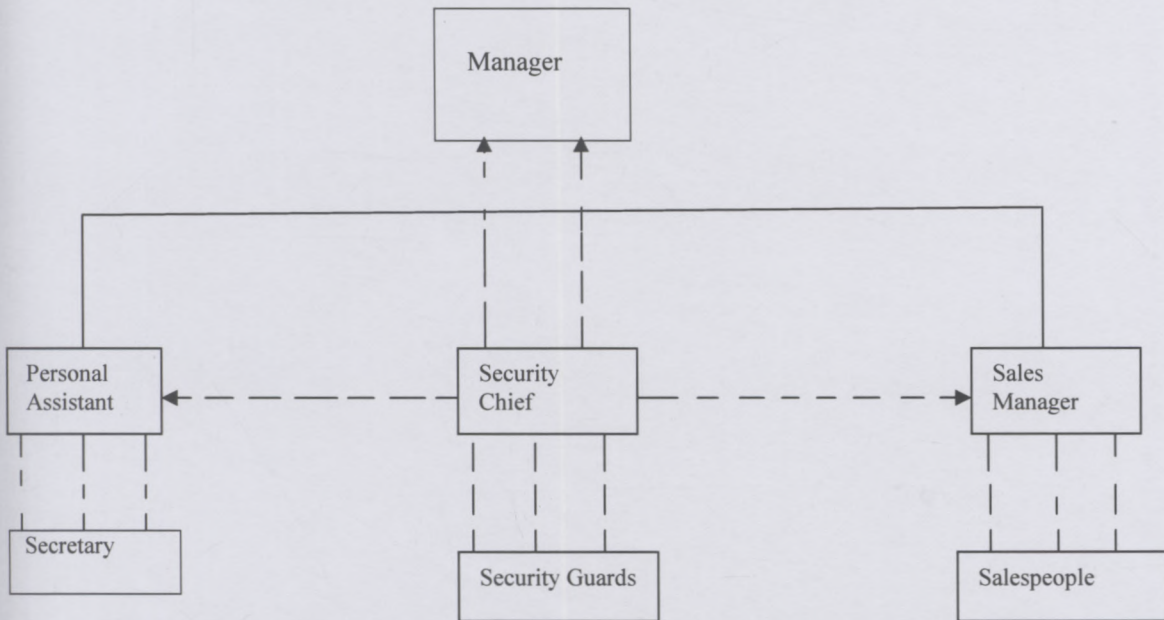 Manager
Personal
Assistant
Security
Chief
Sales
Manager
Secretary
Security Guards
Salespeople